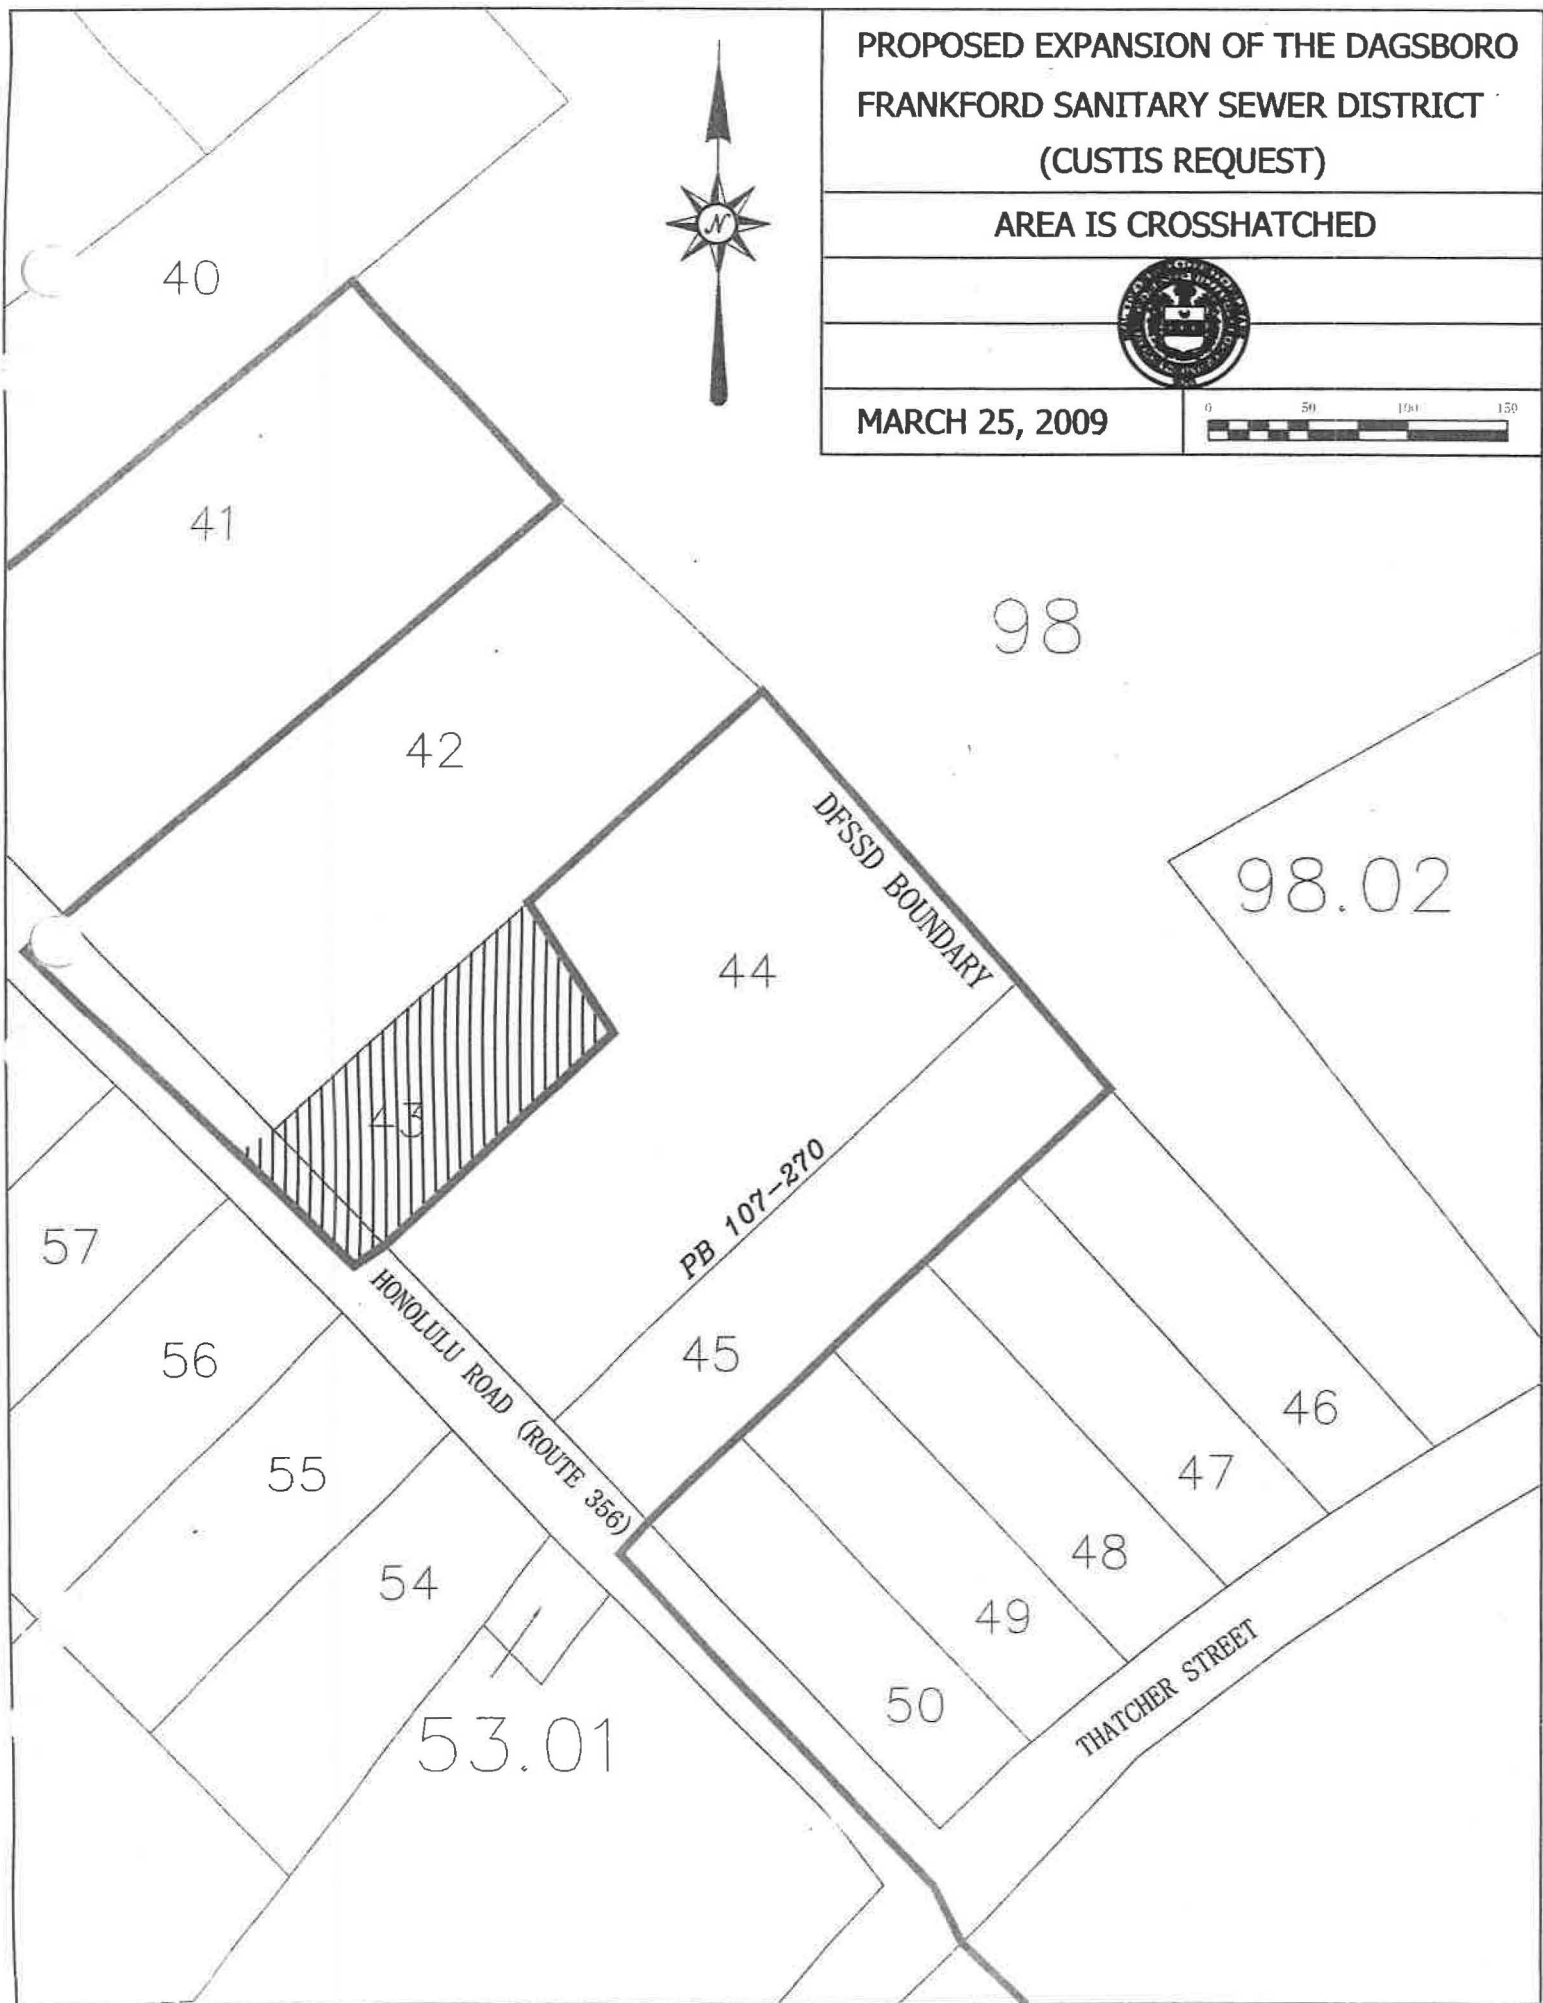 PROPOSED EXPANSION OF THE DAGSBORO
FRANKFORD SANITARY SEWER DISTRICT
(CUSTIS REQUEST)
AREA IS CROSSHATCHED
MARCH 25, 2009
0 50 100 150
N
40
41
98
42
98.02
DFSSD BOUNDARY
44
43
PB 107-270
57
HONOLULU ROAD (ROUTE 356)
56
45
46
55
47
48
54
49
50
THATCHER STREET
53.01